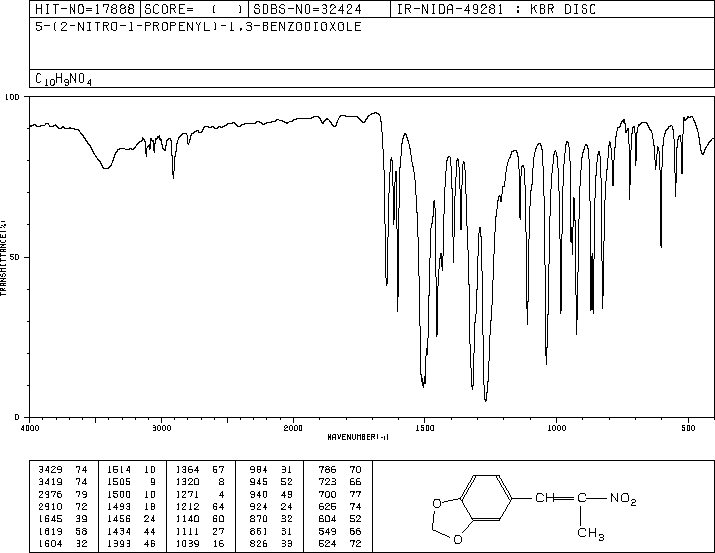 HIT-NO=17888 SCORE= ( ) SDBS-NO=32424 IR-NIDA-49281 : KBR DISC
5-(2-NITRO-1-PROPENYL)-1,3-BENZODIOXOLE
C10H9NO4
100
50
0
TRANSMITTANCE(%)
4000 3000 2000 1500 1000 500
WAVENUMBER(-1)
3429 74 1514 10 1364 57 984 31 786 70
3419 74 1505 9 1320 8 945 52 723 66
2976 79 1500 10 1271 4 940 49 700 77
2910 72 1493 18 1212 64 924 24 625 74
1645 39 1456 24 1140 60 870 32 604 52
1619 58 1434 44 1111 27 861 31 549 66
1604 32 1393 46 1039 16 826 33 524 72
O
O
CH C NO2
CH3